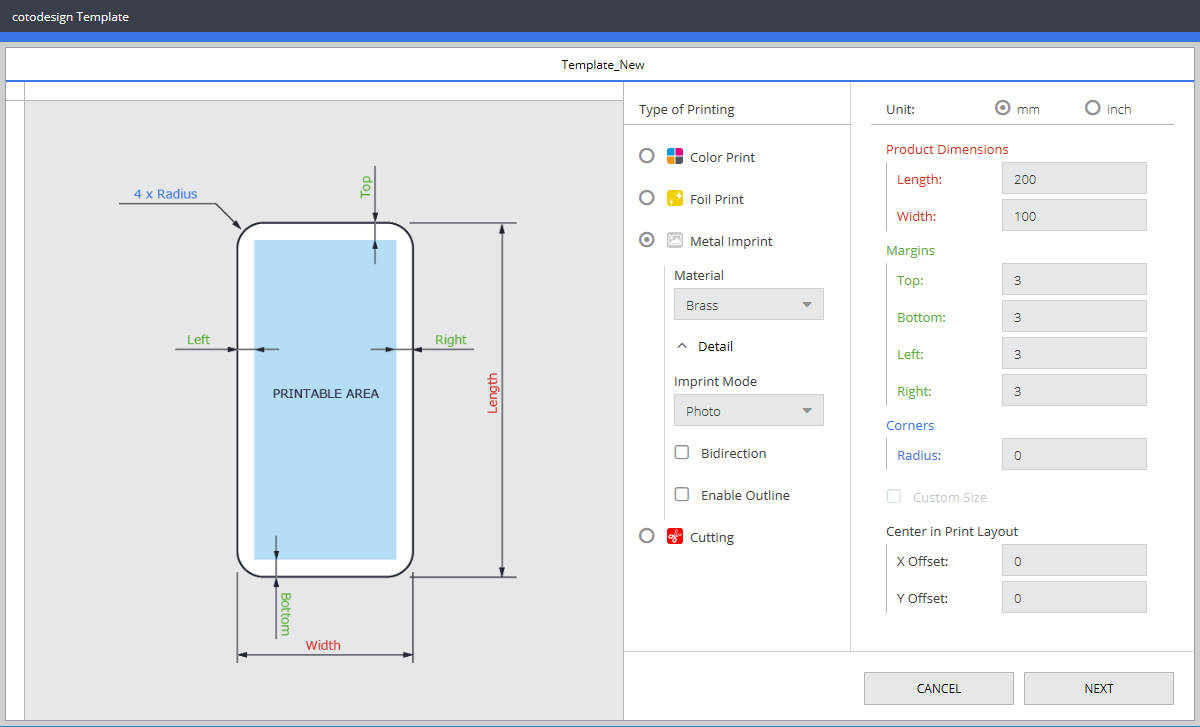 cotodesign Template
Template_New
4 x Radius
Top
Left
Right
PRINTABLE AREA
Length
Bottom
Width
Type of Printing
Color Print
Foil Print
Metal Imprint
Material
Brass
Detail
Imprint Mode
Photo
Bidirection
Enable Outline
Cutting
Unit: mm inch
Product Dimensions
Length: 200
Width: 100
Margins
Top: 3
Bottom: 3
Left: 3
Right: 3
Corners
Radius: 0
Custom Size
Center in Print Layout
X Offset: 0
Y Offset: 0
CANCEL NEXT